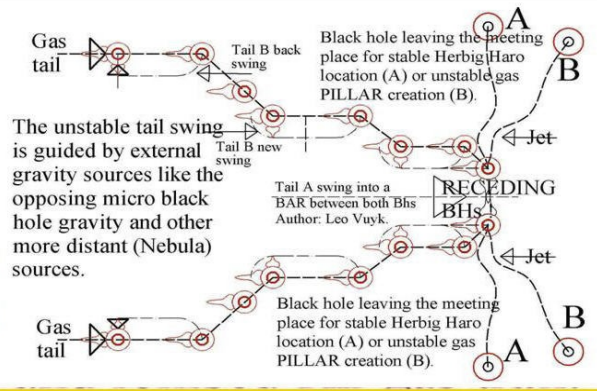 A
Gas
tail
Tail B back
swing
Black hole leaving the meeting
place for stable Herbig Haro
location (A) or unstable gas
PILLAR creation (B).
B
The unstable tail swing
is guided by external
gravity sources like the
opposing micro black
hole gravity and other
more distant (Nebula)
sources.
Tail B new
swing
Jet
Tail A swing into a
BAR between both Bhs
Author: Leo Vuyk.
RECEDING
BHs
Jet
Black hole leaving the meeting
place for stable Herbig Haro
location (A) or unstable gas
PILLAR creation (B).
Gas
tail
B
A